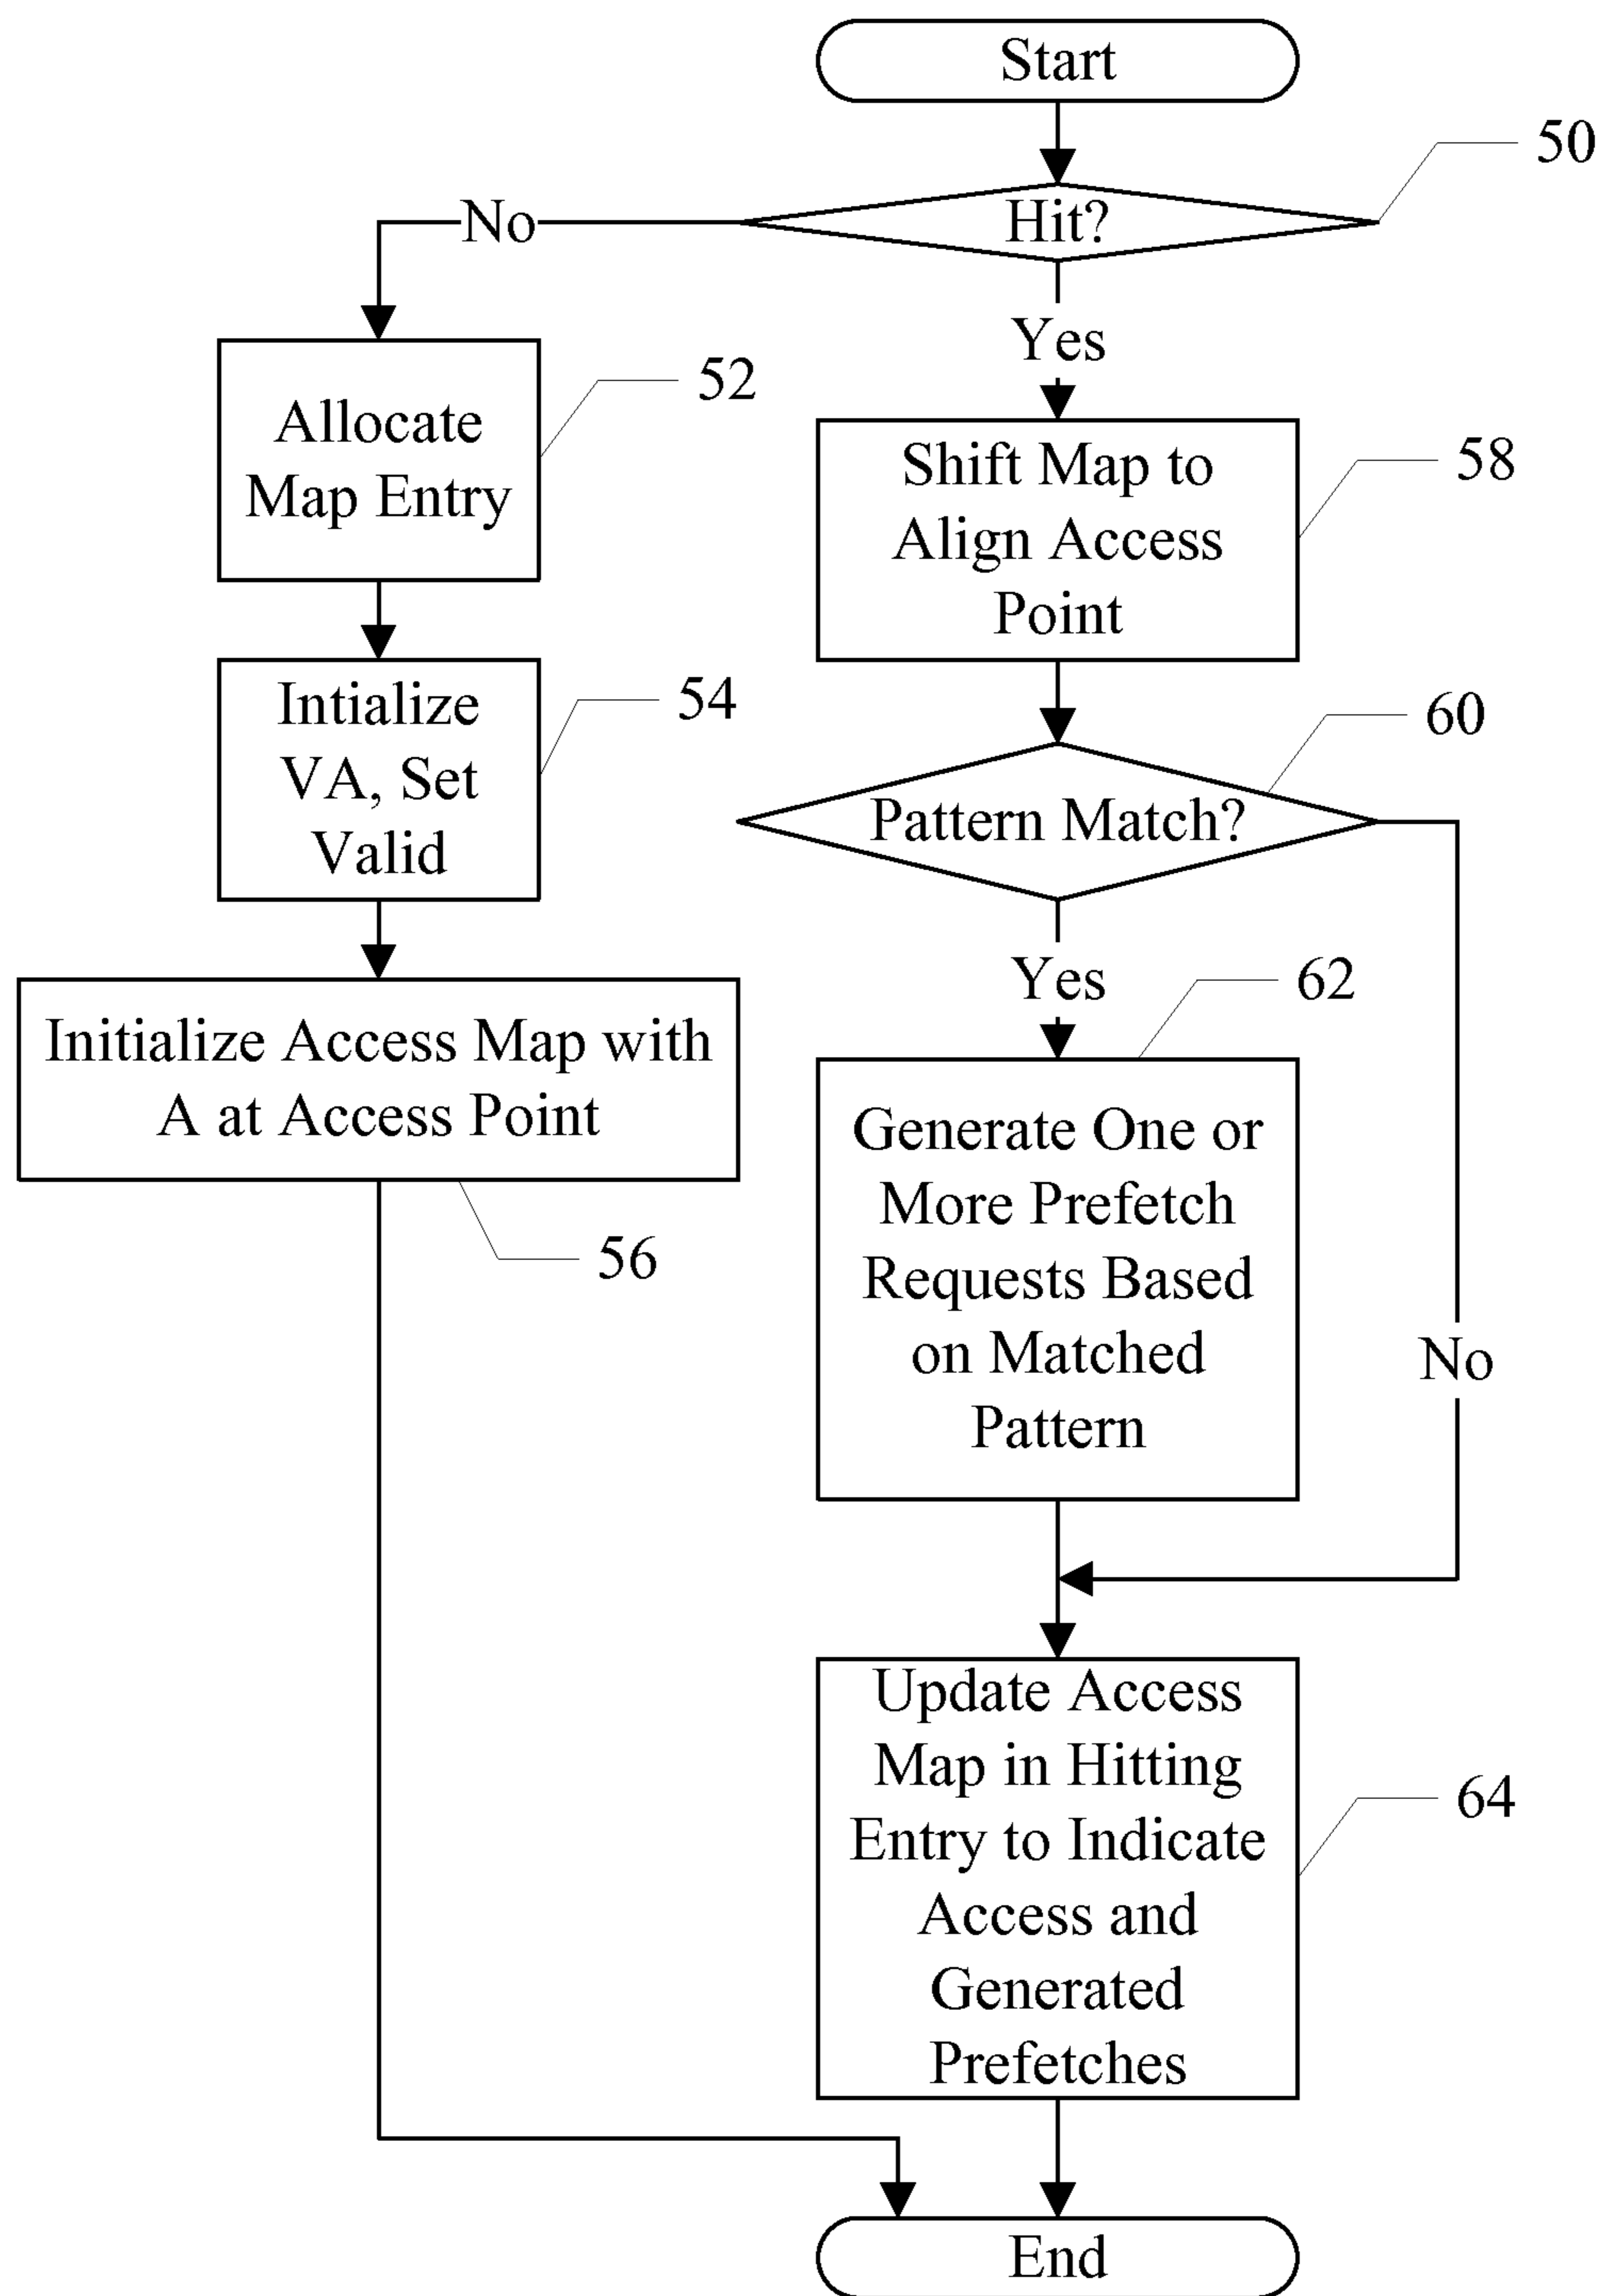 Start
50
Hit?
No
Yes
Allocate
Map Entry
52
Shift Map to
Align Access
Point
58
Intialize
VA, Set
Valid
54
Pattern Match?
60
Yes
Initialize Access Map with
A at Access Point
56
62
Generate One or
More Prefetch
Requests Based
on Matched
Pattern
No
Update Access
Map in Hitting
Entry to Indicate
Access and
Generated
Prefetches
64
End